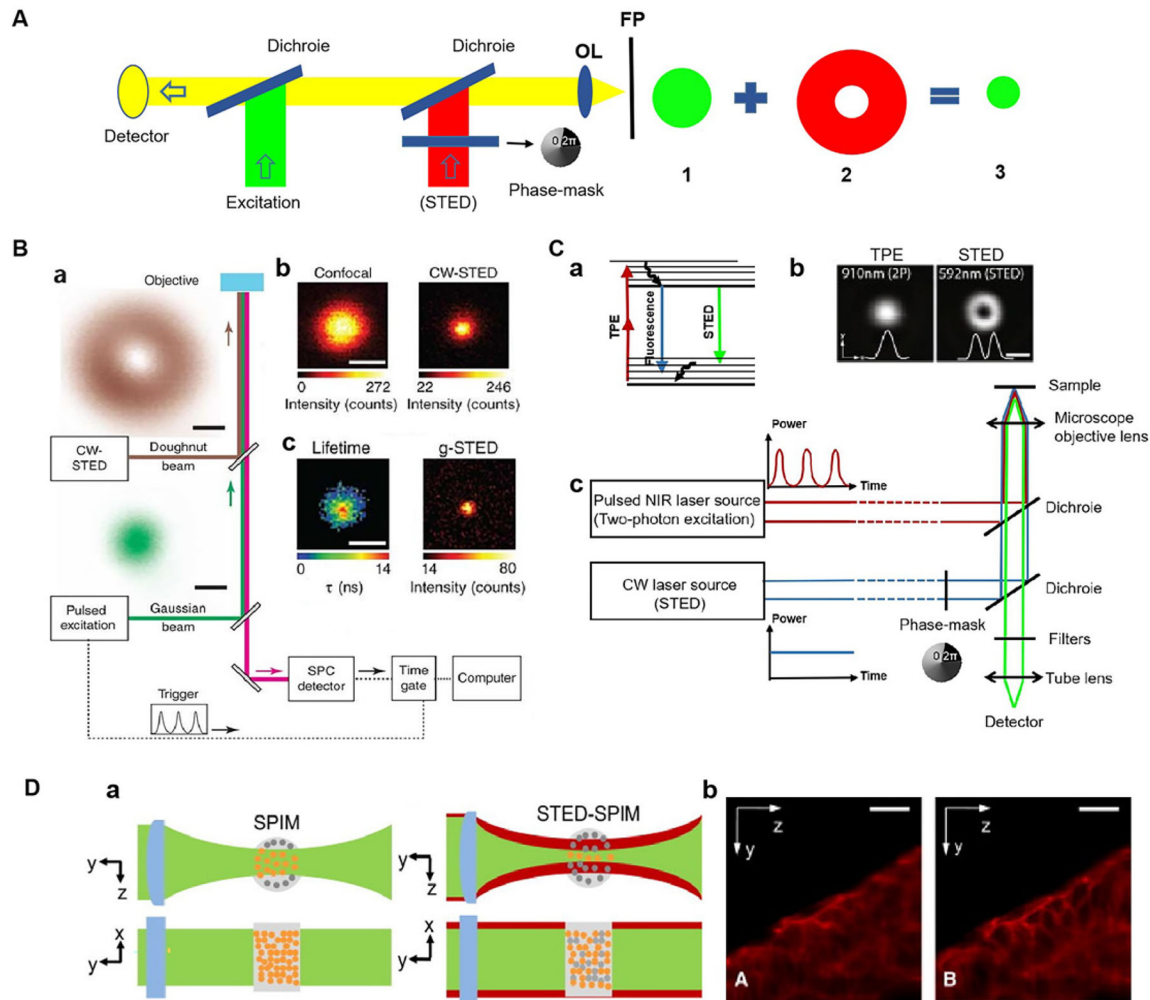 A
Dichroie
Dichroie
OL
FP
Detector
Excitation
(STED)
0 2π
Phase-mask
1
2
3
B
a
Objective
CW-
STED
Doughnut
beam
Pulsed
excitation
Gaussian
beam
Trigger
SPC
detector
Time
gate
Computer
b
Confocal
CW-STED
0 272
22 246
Intensity (counts)
Intensity (counts)
c
Lifetime
g-STED
0 14
14 80
τ (ns)
Intensity (counts)
C
a
TPE
Fluorescence
STED
b
TPE
STED
910nm (2P)
592nm (STED)
y
x
Sample
Microscope
objective lens
Power
Time
c
Pulsed NIR laser source
(Two-photon excitation)
Dichroie
CW laser source
(STED)
Dichroie
Phase-mask
0 2π
Power
Time
Filters
Tube lens
Detector
D
a
SPIM
STED-SPIM
y
z
y
z
x
y
x
y
b
z
y
A
z
y
B